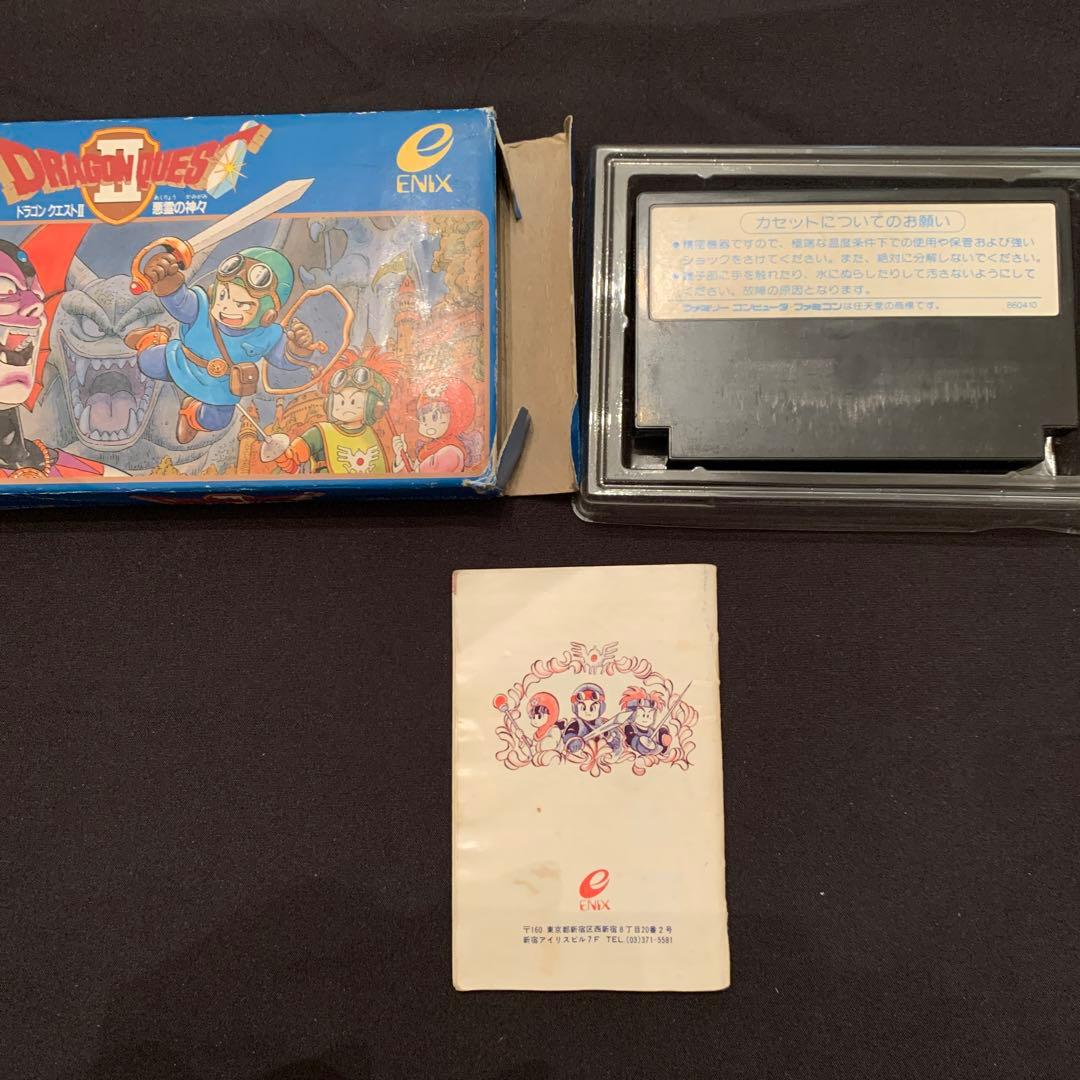 DRAGON QUEST
II
ドラゴンクエストII
あくりょう かみがみ
悪霊の神々
ENIX
カセットについてのお願い
●精密機器ですので、極端な温度条件下での使用や保管および強い
ショックをさけてください。また、絶対に分解しないでください。
●端子部に手を触れたり、水にぬらしたりして汚さないようにして
ください。故障の原因となります。
ファミリーコンピュータ・ファミコンは任天堂の商標です。
860410
ENIX
〒160 東京都新宿区西新宿8丁目20番2号
新宿アイリスビル7F TEL.(03)371-5581